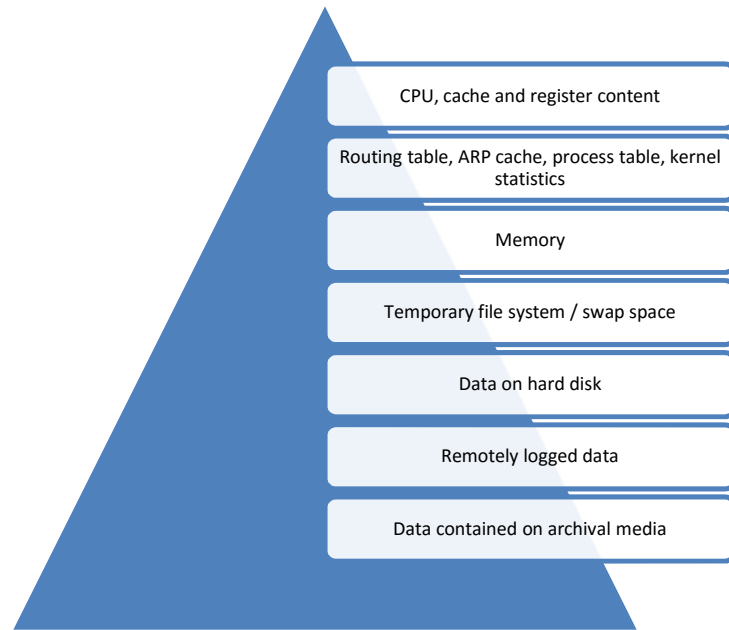 CPU, cache and register content
Routing table, ARP cache, process table, kernel
statistics
Memory
Temporary file system / swap space
Data on hard disk
Remotely logged data
Data contained on archival media